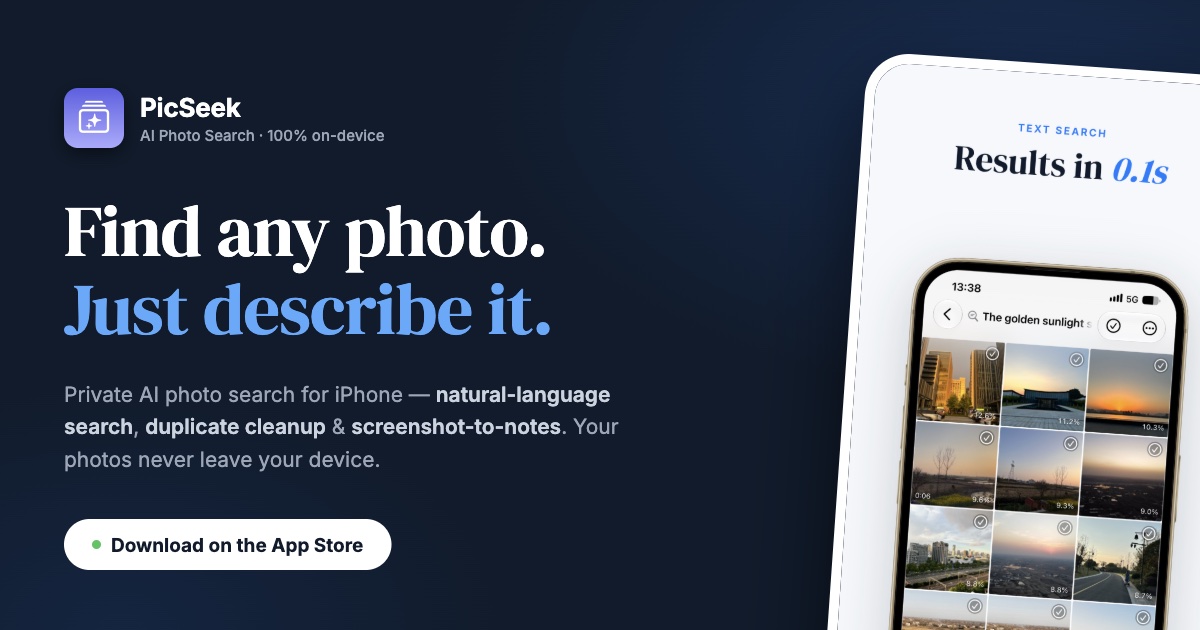 PicSeek
AI Photo Search · 100% on-device
Find any photo.
Just describe it.
Private AI photo search for iPhone — natural-language
search, duplicate cleanup & screenshot-to-notes. Your
photos never leave your device.
Download on the App Store
TEXT SEARCH
Results in 0.1s
13:38
5G
The golden sunlight
12.6%
11.2%
10.3%
0:06
9.6%
9.3%
9.0%
8.8%
8.8%
8.7%